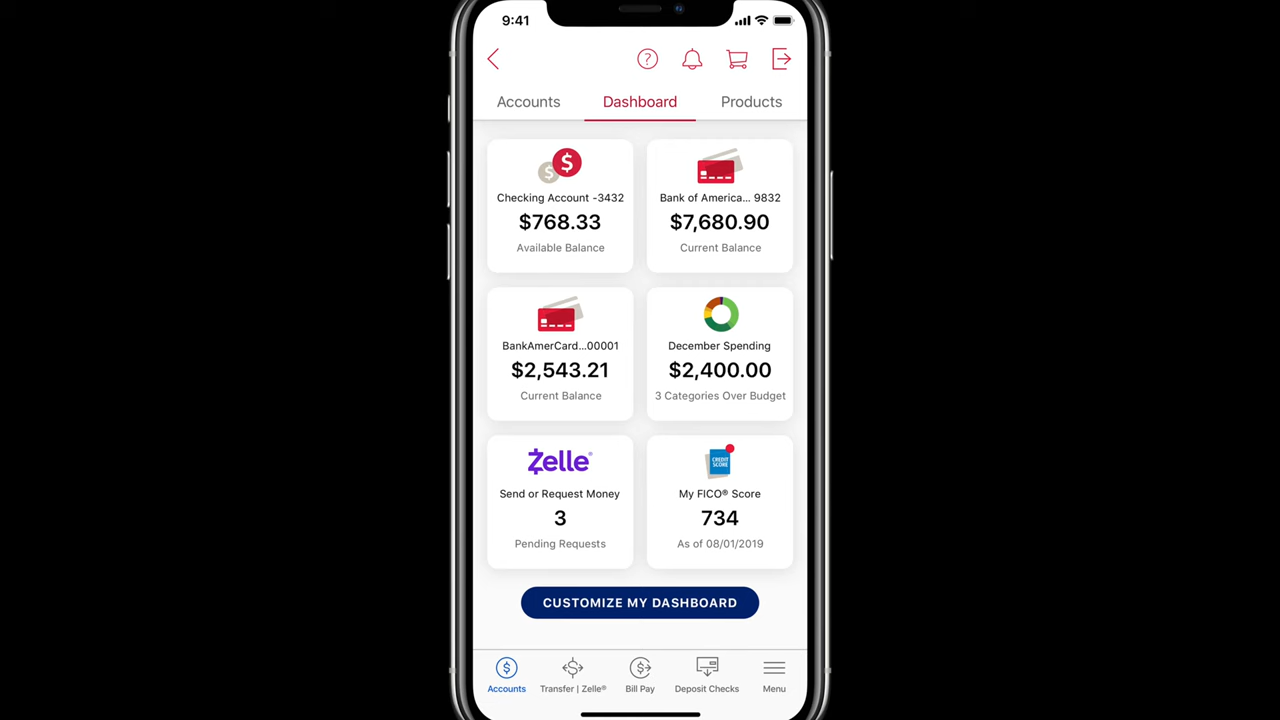 9:41
Accounts Dashboard Products
Checking Account -3432
$768.33
Available Balance
Bank of America... 9832
$7,680.90
Current Balance
BankAmerCard...00001
$2,543.21
Current Balance
December Spending
$2,400.00
3 Categories Over Budget
Zelle®
Send or Request Money
3
Pending Requests
CREDIT
SCORE
My FICO® Score
734
As of 08/01/2019
CUSTOMIZE MY DASHBOARD
Accounts Transfer | Zelle® Bill Pay Deposit Checks Menu